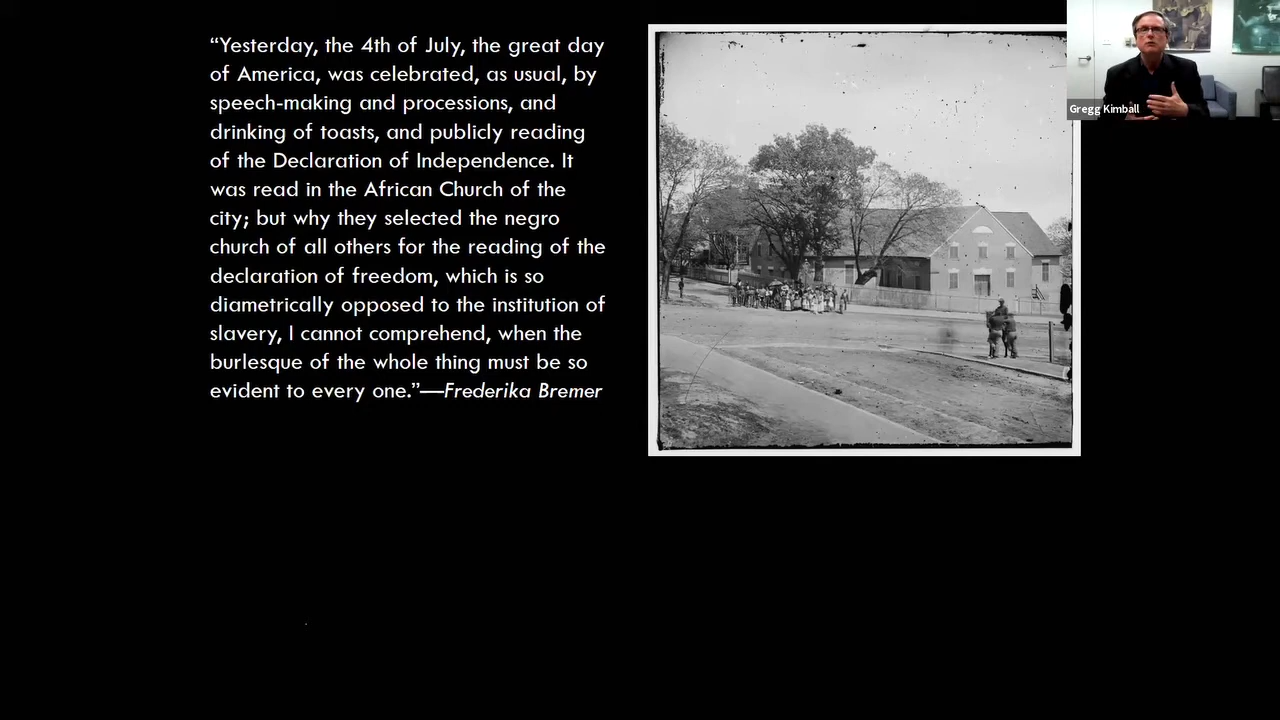 “Yesterday, the 4th of July, the great day
of America, was celebrated, as usual, by
speech-making and processions, and
drinking of toasts, and publicly reading
of the Declaration of Independence. It
was read in the African Church of the
city; but why they selected the negro
church of all others for the reading of the
declaration of freedom, which is so
diametrically opposed to the institution of
slavery, I cannot comprehend, when the
burlesque of the whole thing must be so
evident to every one.”—Frederika Bremer
Gregg Kimball